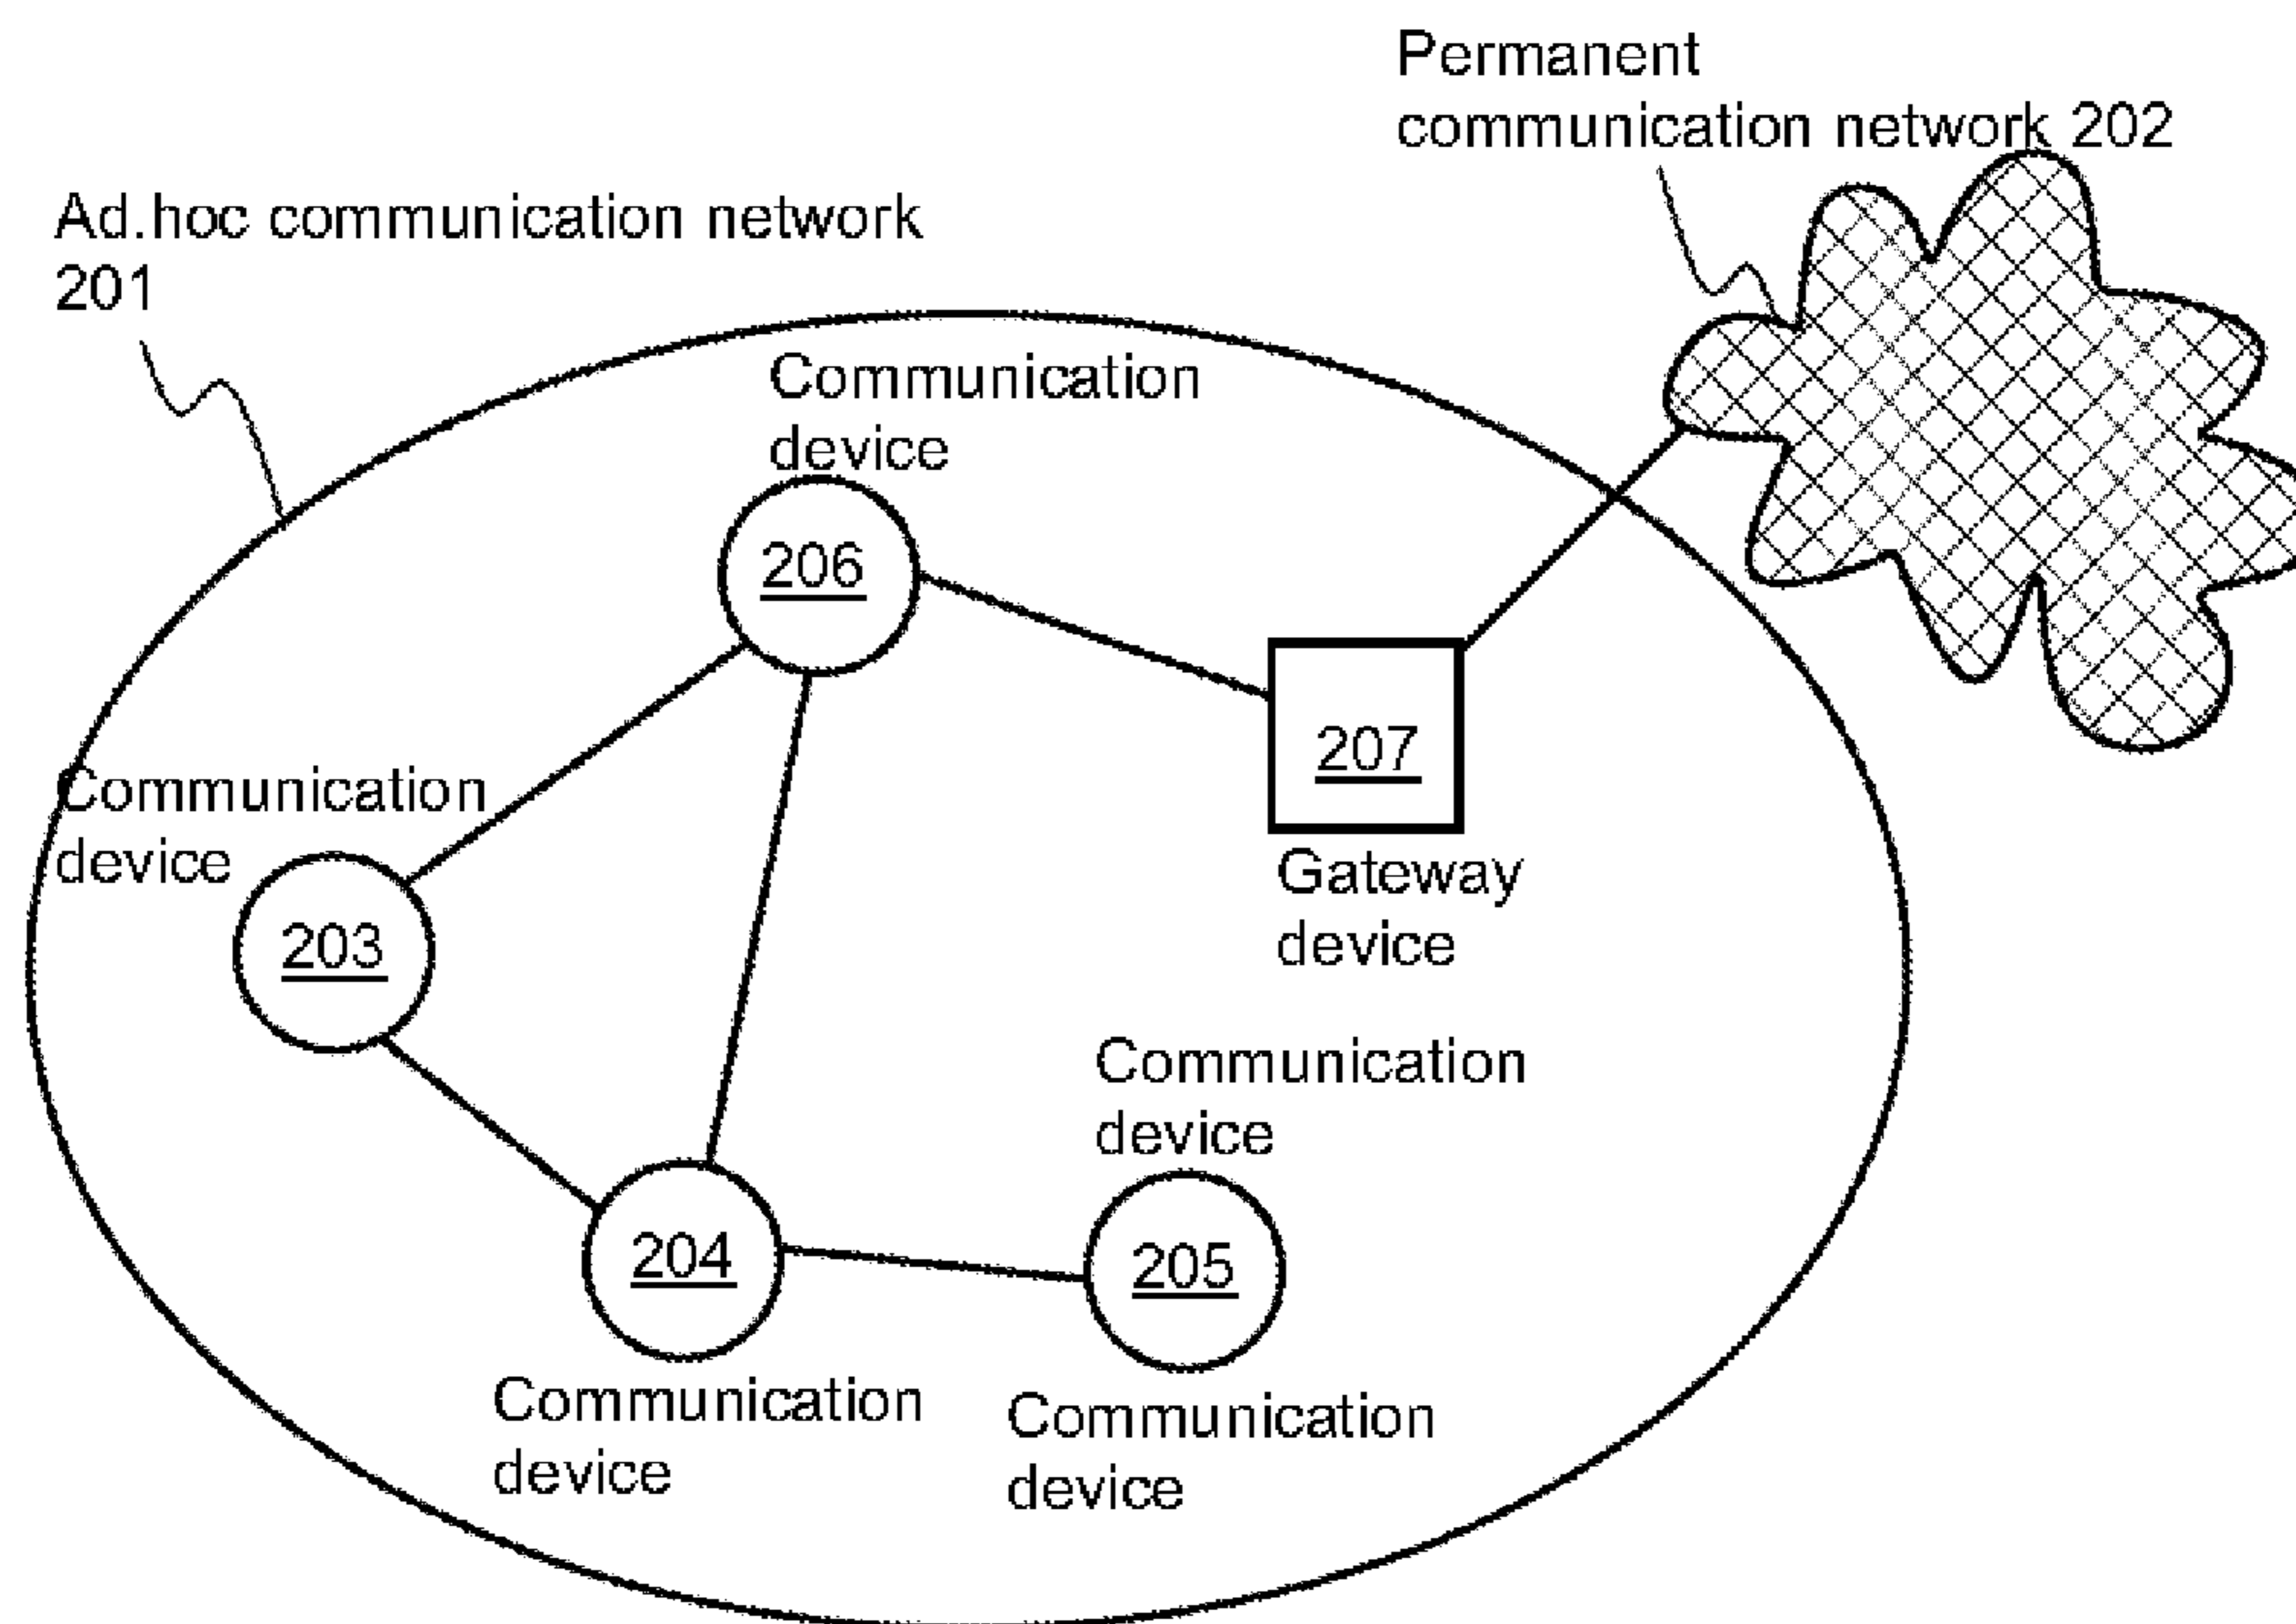 Permanent
communication network 202
Ad.hoc communication network
201
Communication
device
206
207
Communication
device
Gateway
device
203
Communication
device
204
205
Communication
device
Communication
device